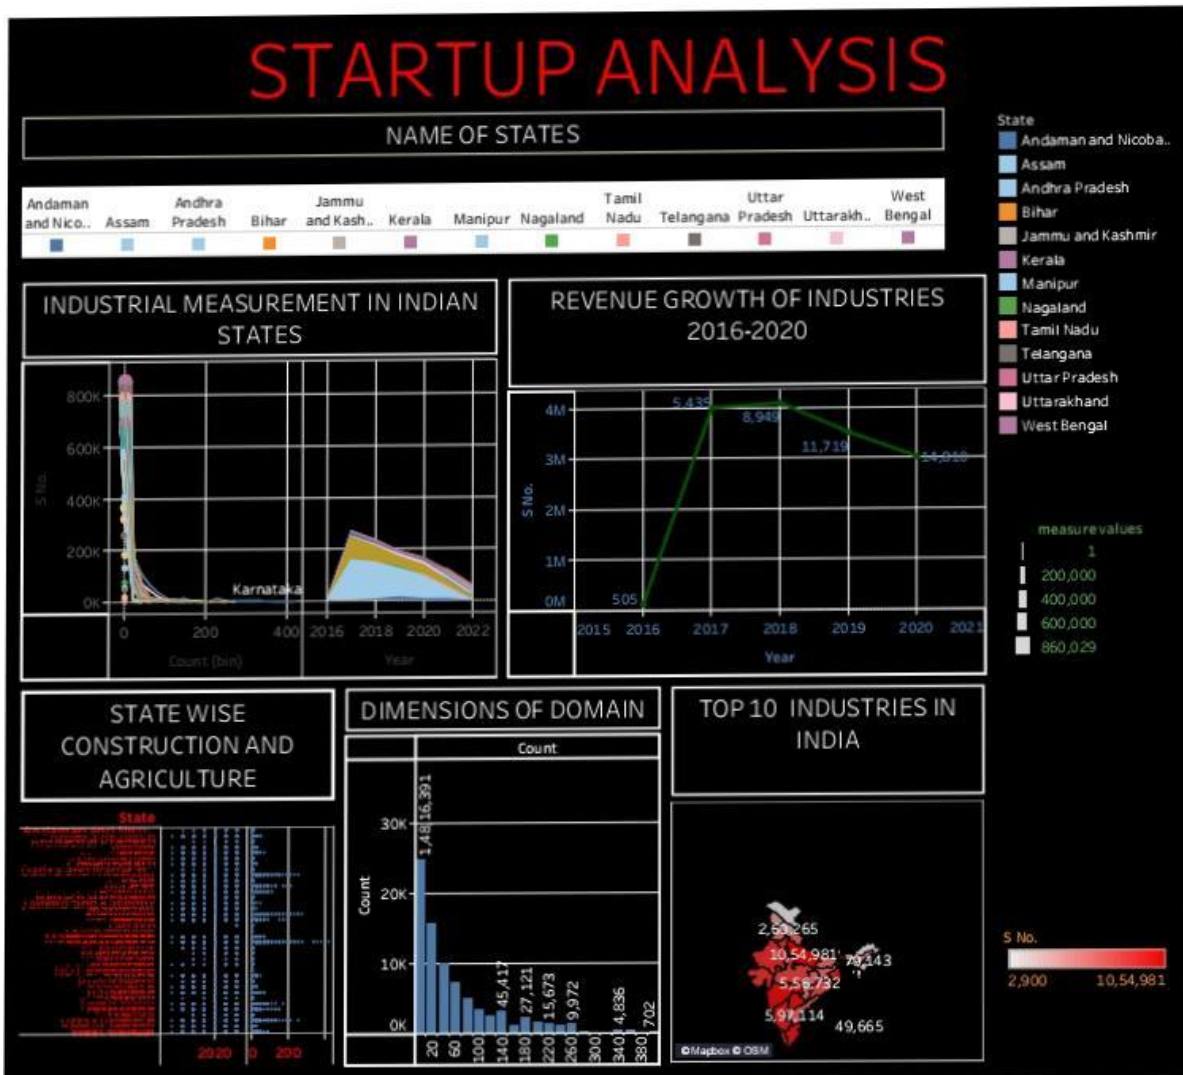 STARTUP ANALYSIS
NAME OF STATES
Andaman and Nico..
Assam
Andhra Pradesh
Bihar
Jammu and Kash..
Kerala
Manipur
Nagaland
Tamil Nadu
Telangana
Uttar Pradesh
Uttarakh..
West Bengal
State
Andaman and Nicoba..
Assam
Andhra Pradesh
Bihar
Jammu and Kashmir
Kerala
Manipur
Nagaland
Tamil Nadu
Telangana
Uttar Pradesh
Uttarakhand
West Bengal
INDUSTRIAL MEASUREMENT IN INDIAN
STATES
800K
600K
400K
200K
0K
S No.
Karnataka
0 200 400 2016 2018 2020 2022
Count (bin) Year
REVENUE GROWTH OF INDUSTRIES
2016-2020
4M
3M
2M
1M
0M
S No.
505
5,435
8,949
11,719
2015 2016 2017 2018 2019 2020 2021
Year
measure values
1
200,000
400,000
600,000
860,029
STATE WISE
CONSTRUCTION AND
AGRICULTURE
State
2020 0 200
DIMENSIONS OF DOMAIN
Count
30K
20K
10K
0K
Count
1,48,16,391
45,417
27,121
15,673
9,972
4,836
702
20 60 100 140 180 220 260 300 340 380
TOP 10 INDUSTRIES IN
INDIA
2,63,265
10,54,981
79,143
5,56,732
5,97,114
49,665
© Mapbox © OSM
S No.
2,900 10,54,981